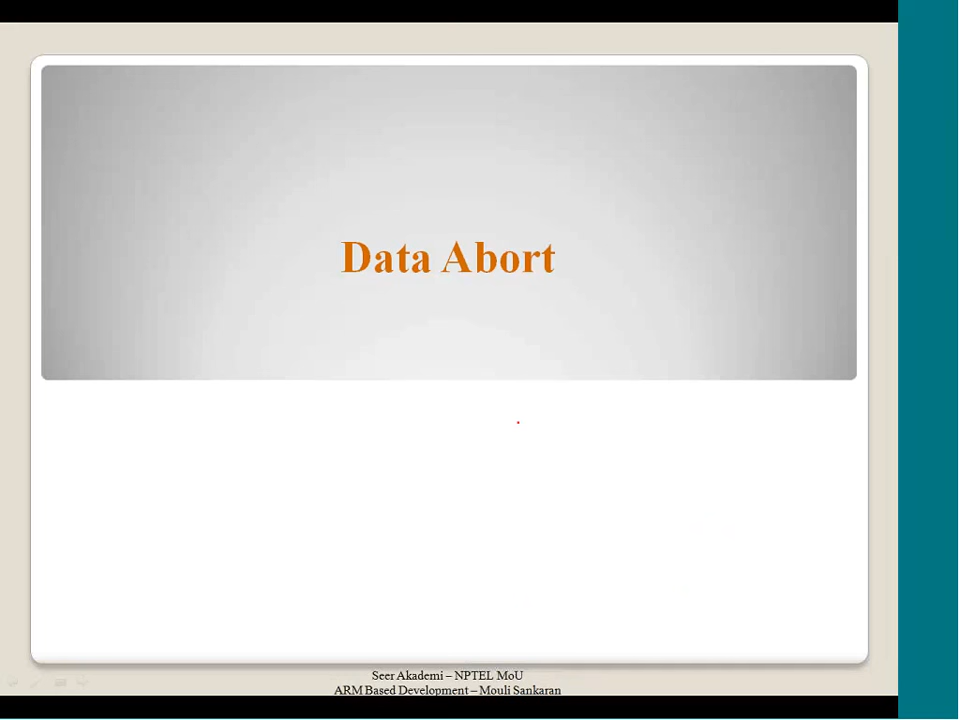 Data Abort
Seer Akademi – NPTEL MoU
ARM Based Development – Mouli Sankaran